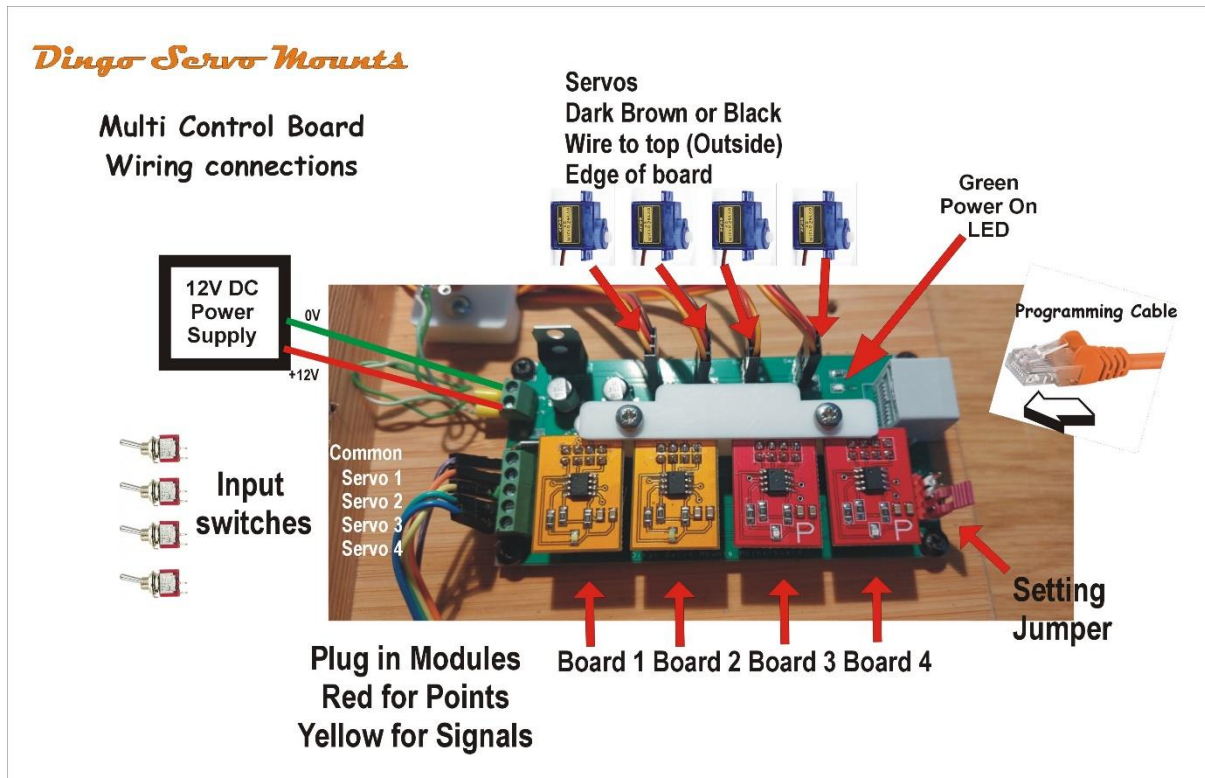 Dingo Servo Mounts
Multi Control Board
Wiring connections
Servos
Dark Brown or Black
Wire to top (Outside)
Edge of board
Green
Power On
LED
12V DC
Power
Supply
0V
+12V
Programming Cable
Input
switches
Common
Servo 1
Servo 2
Servo 3
Servo 4
P
P
Setting
Jumper
Plug in Modules
Red for Points
Yellow for Signals
Board 1 Board 2 Board 3 Board 4